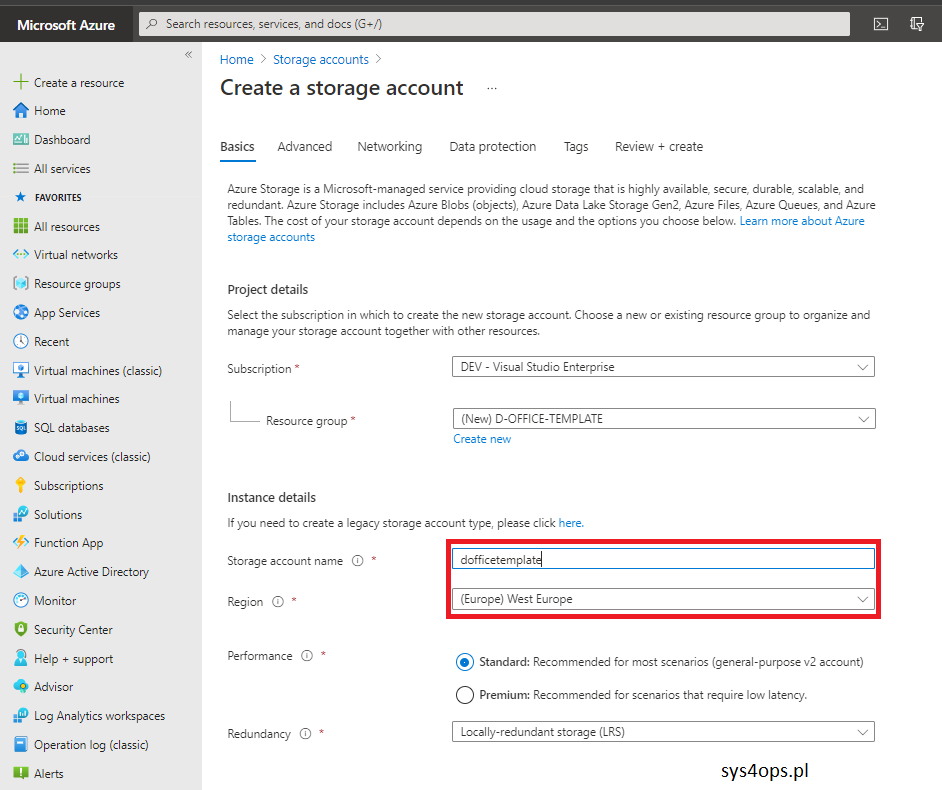 Microsoft Azure
Search resources, services, and docs (G+/)
«
Create a resource
Home
Dashboard
All services
FAVORITES
All resources
Virtual networks
Resource groups
App Services
Recent
Virtual machines (classic)
Virtual machines
SQL databases
Cloud services (classic)
Subscriptions
Solutions
Function App
Azure Active Directory
Monitor
Security Center
Help + support
Advisor
Log Analytics workspaces
Operation log (classic)
Alerts
Home > Storage accounts >
Create a storage account ...
Basics Advanced Networking Data protection Tags Review + create
Azure Storage is a Microsoft-managed service providing cloud storage that is highly available, secure, durable, scalable, and
redundant. Azure Storage includes Azure Blobs (objects), Azure Data Lake Storage Gen2, Azure Files, Azure Queues, and Azure
Tables. The cost of your storage account depends on the usage and the options you choose below. Learn more about Azure
storage accounts
Project details
Select the subscription in which to create the new storage account. Choose a new or existing resource group to organize and
manage your storage account together with other resources.
Subscription * DEV - Visual Studio Enterprise
Resource group * (New) D-OFFICE-TEMPLATE
Create new
Instance details
If you need to create a legacy storage account type, please click here.
Storage account name * dofficetemplate
Region * (Europe) West Europe
Performance * Standard: Recommended for most scenarios (general-purpose v2 account)
Premium: Recommended for scenarios that require low latency.
Redundancy * Locally-redundant storage (LRS)
sys4ops.pl